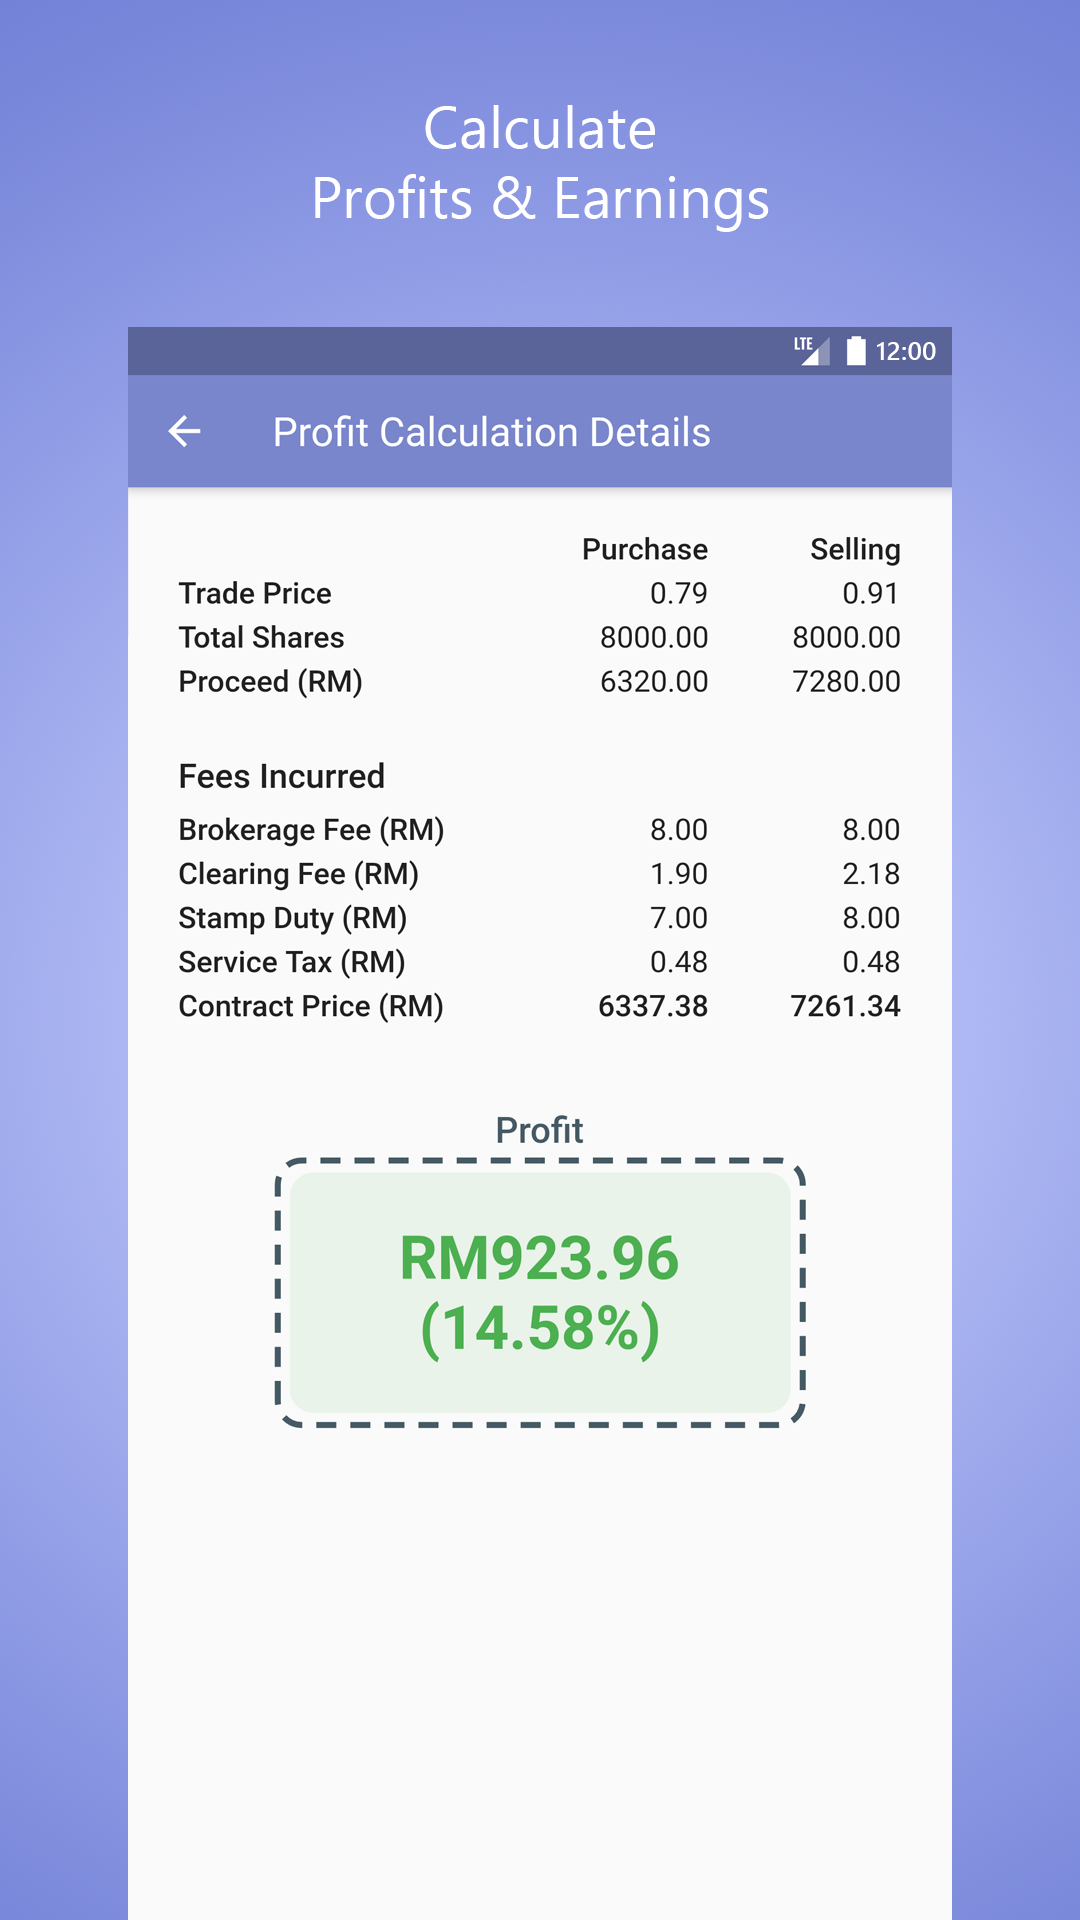 Calculate
Profits & Earnings
LTE 12:00
Profit Calculation Details
Purchase Selling
Trade Price 0.79 0.91
Total Shares 8000.00 8000.00
Proceed (RM) 6320.00 7280.00
Fees Incurred
Brokerage Fee (RM) 8.00 8.00
Clearing Fee (RM) 1.90 2.18
Stamp Duty (RM) 7.00 8.00
Service Tax (RM) 0.48 0.48
Contract Price (RM) 6337.38 7261.34
Profit
RM923.96
(14.58%)